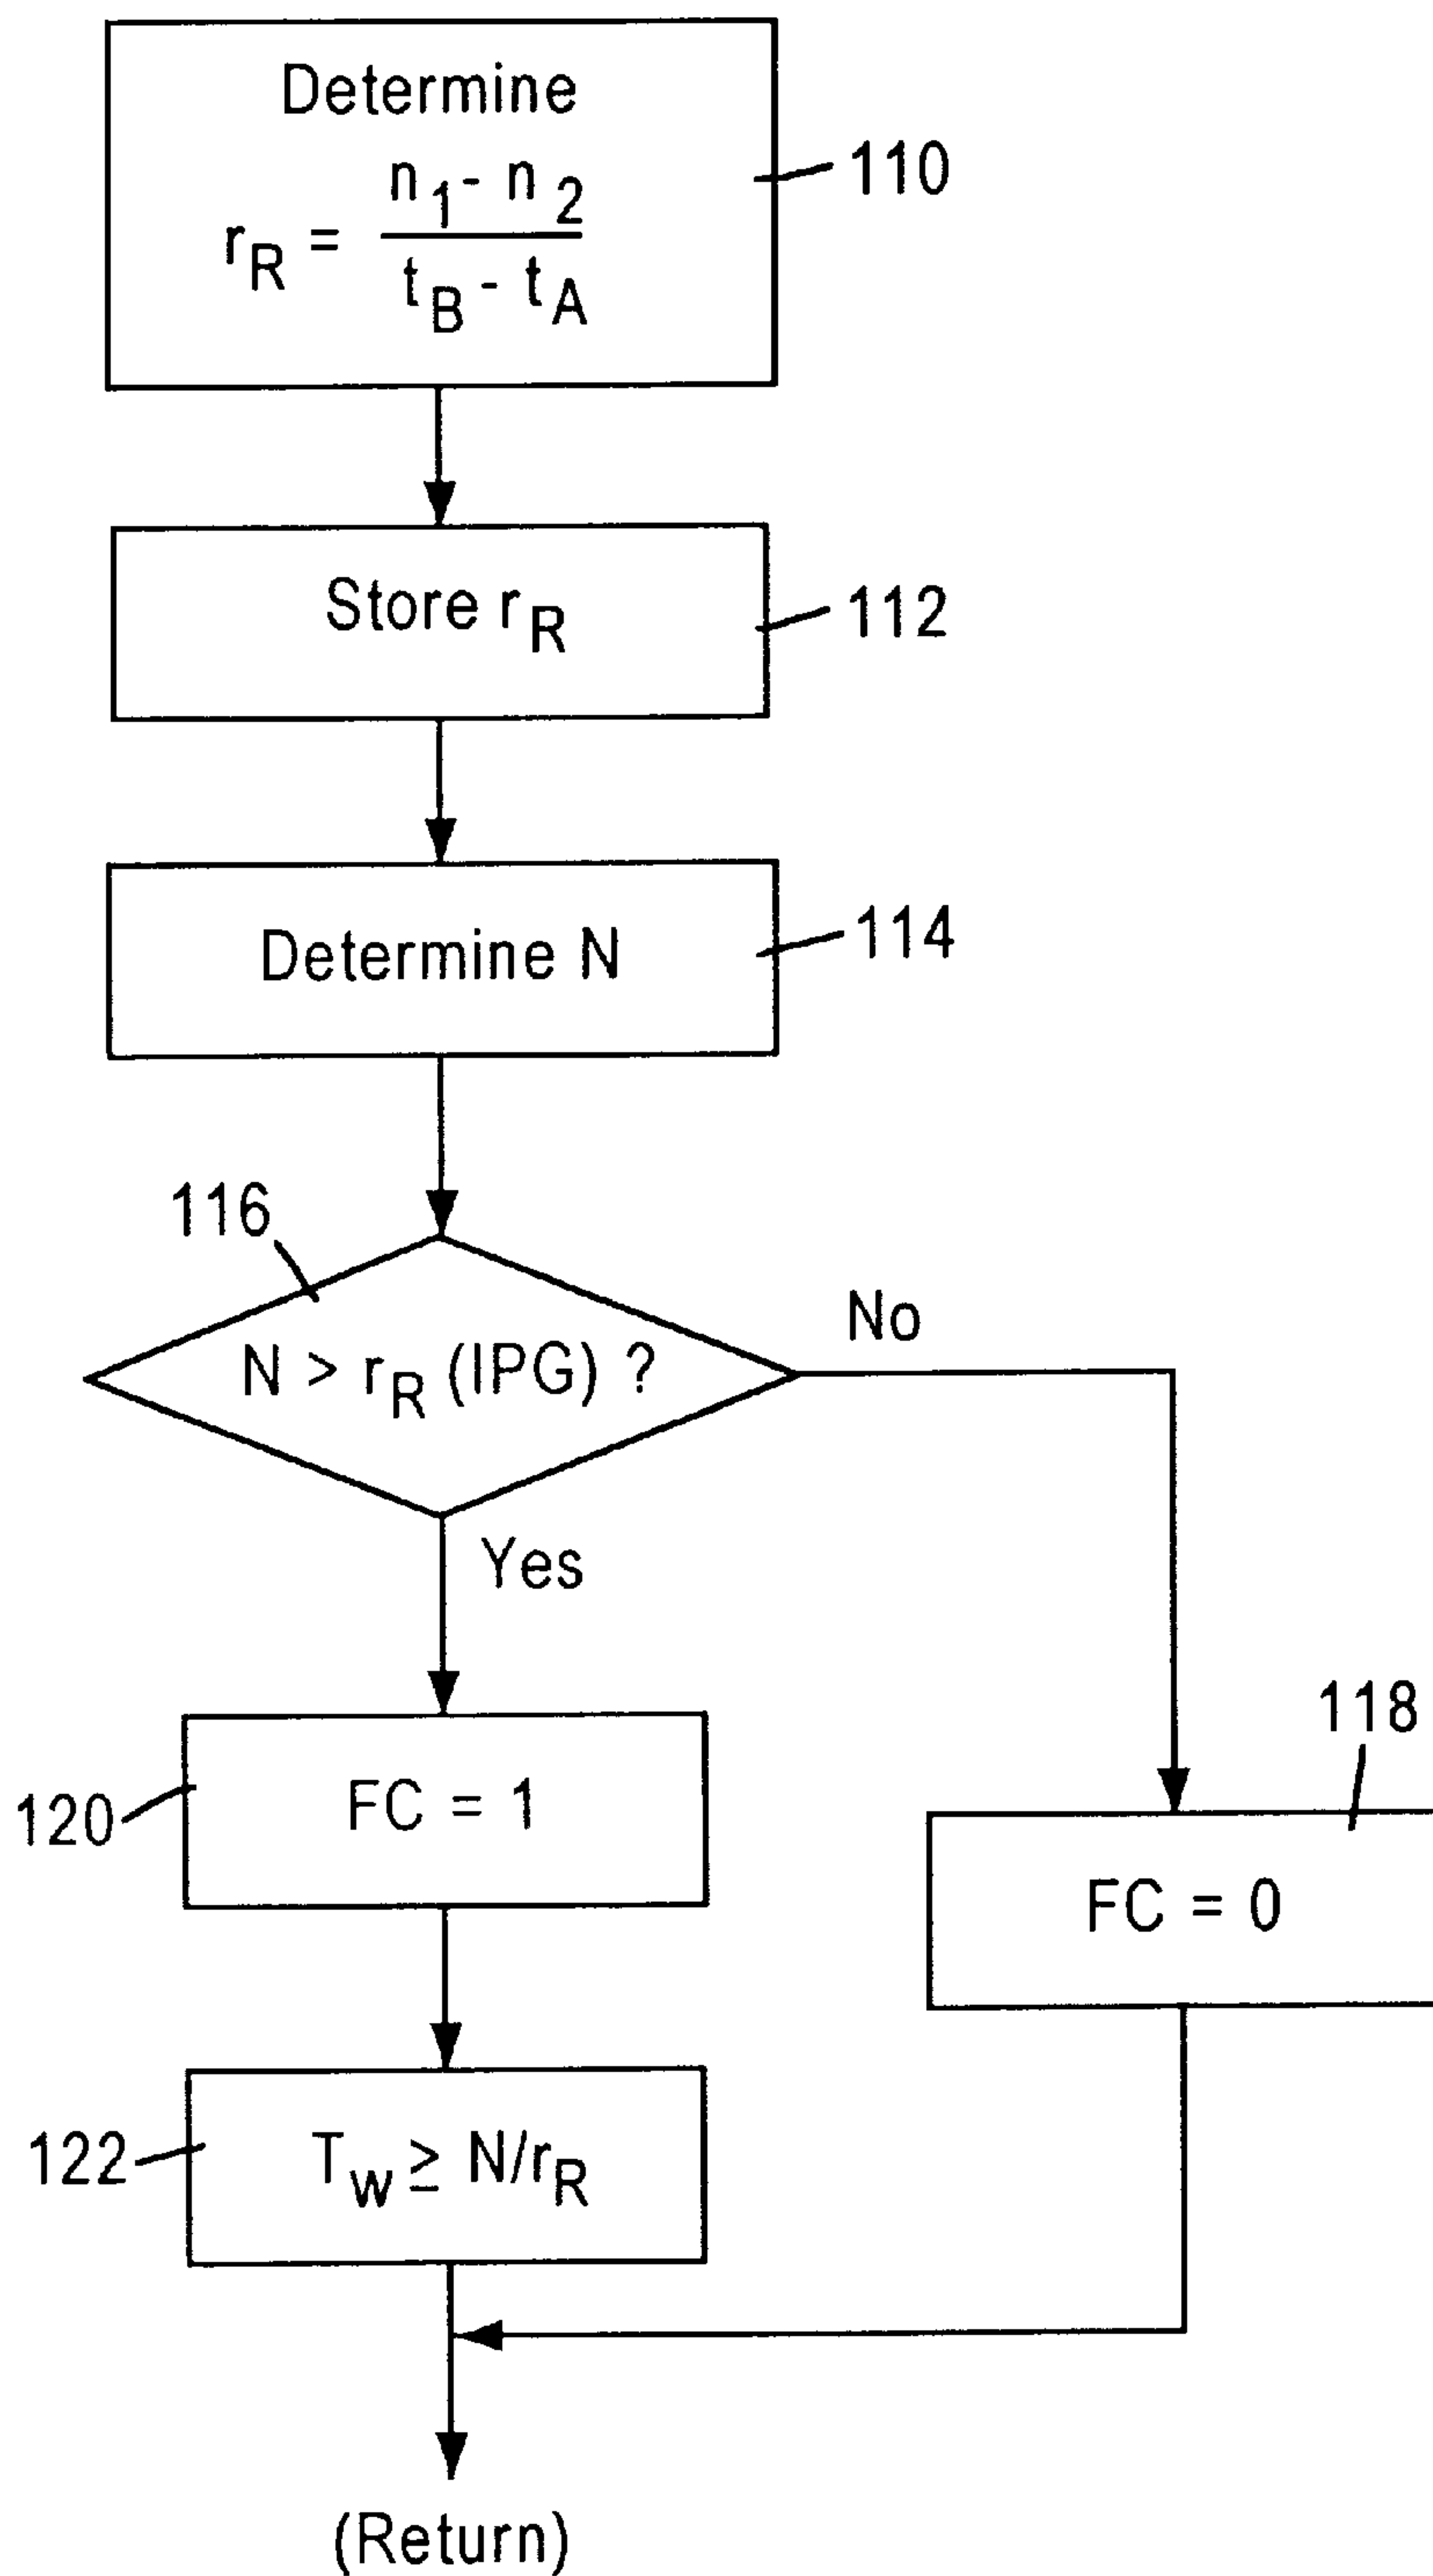 Determine
r_R = (n_1 - n_2) / (t_B - t_A)
110
Store r_R
112
Determine N
114
116
N > r_R (IPG) ?
No
Yes
118
120
FC = 1
FC = 0
122
T_w ≥ N/r_R
(Return)